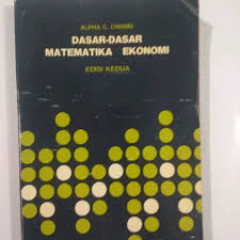 ALPHA C. CHIANG
DASAR-DASAR
MATEMATIKA EKONOMI
EDISI KEDUA